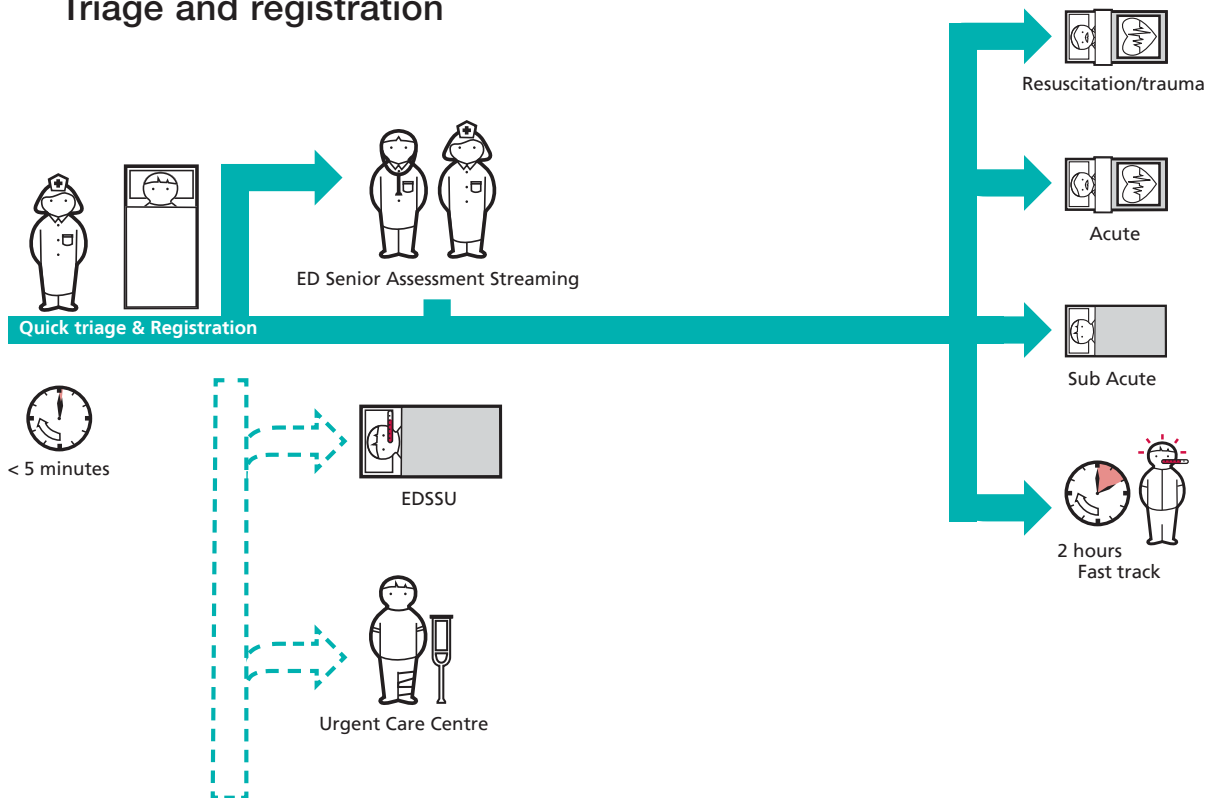 Triage and registration
Resuscitation/trauma
Acute
ED Senior Assessment Streaming
Quick triage & Registration
Sub Acute
< 5 minutes
EDSSU
2 hours
Fast track
Urgent Care Centre